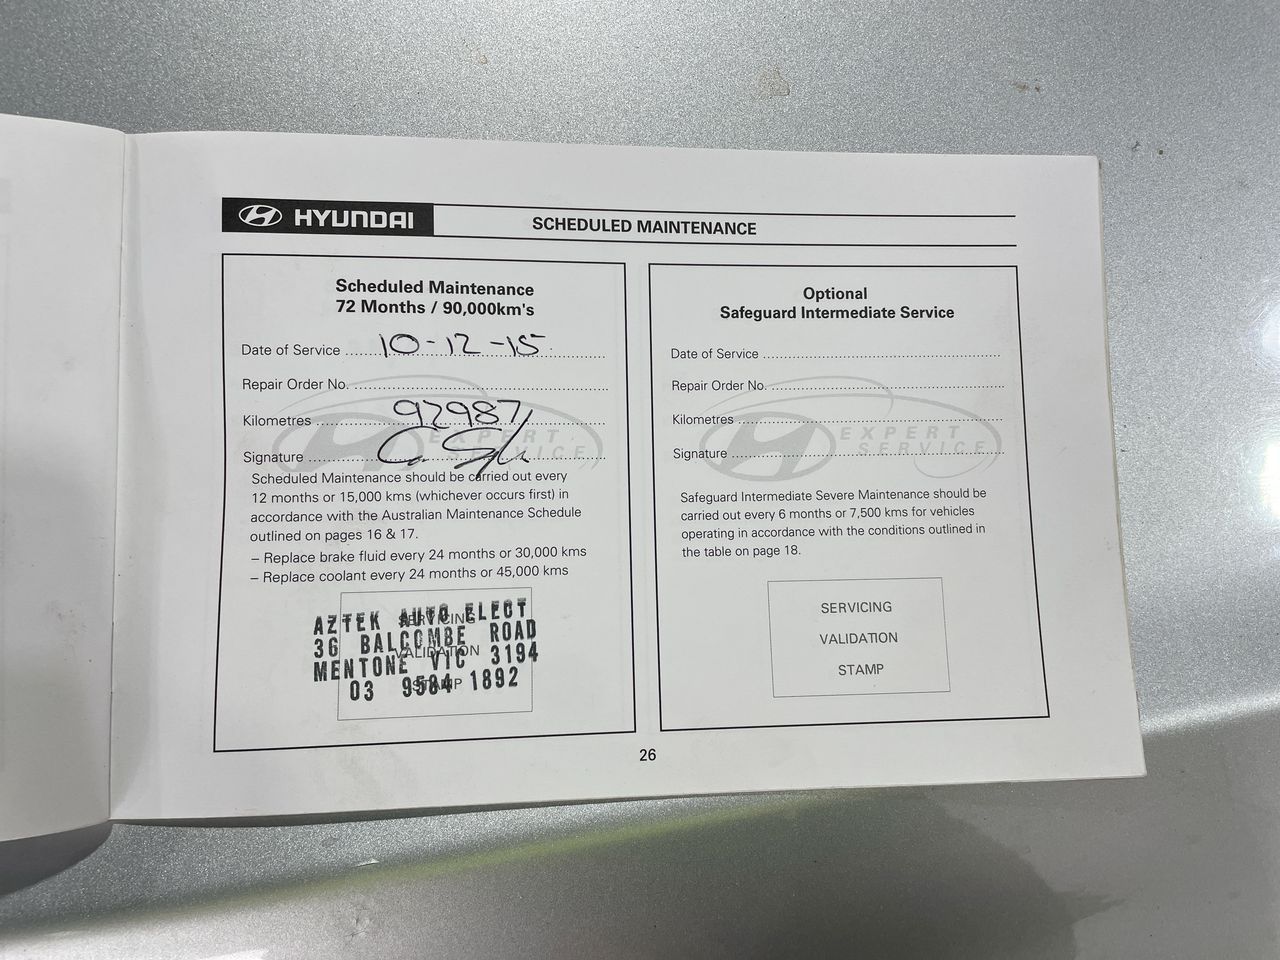 HYUNDAI
SCHEDULED MAINTENANCE
Scheduled Maintenance
72 Months / 90,000km's
Date of Service 10-12-15
Repair Order No.
Kilometres 92987
Signature
EXPERT
SERVICE
Scheduled Maintenance should be carried out every
12 months or 15,000 kms (whichever occurs first) in
accordance with the Australian Maintenance Schedule
outlined on pages 16 & 17.
– Replace brake fluid every 24 months or 30,000 kms
– Replace coolant every 24 months or 45,000 kms
SERVICING
VALIDATION
STAMP
AZTEK AUTO ELECT
36 BALCOMBE ROAD
MENTONE VIC 3194
03 9584 1892
Optional
Safeguard Intermediate Service
Date of Service
Repair Order No.
Kilometres
Signature
EXPERT
SERVICE
Safeguard Intermediate Severe Maintenance should be
carried out every 6 months or 7,500 kms for vehicles
operating in accordance with the conditions outlined in
the table on page 18.
SERVICING
VALIDATION
STAMP
26